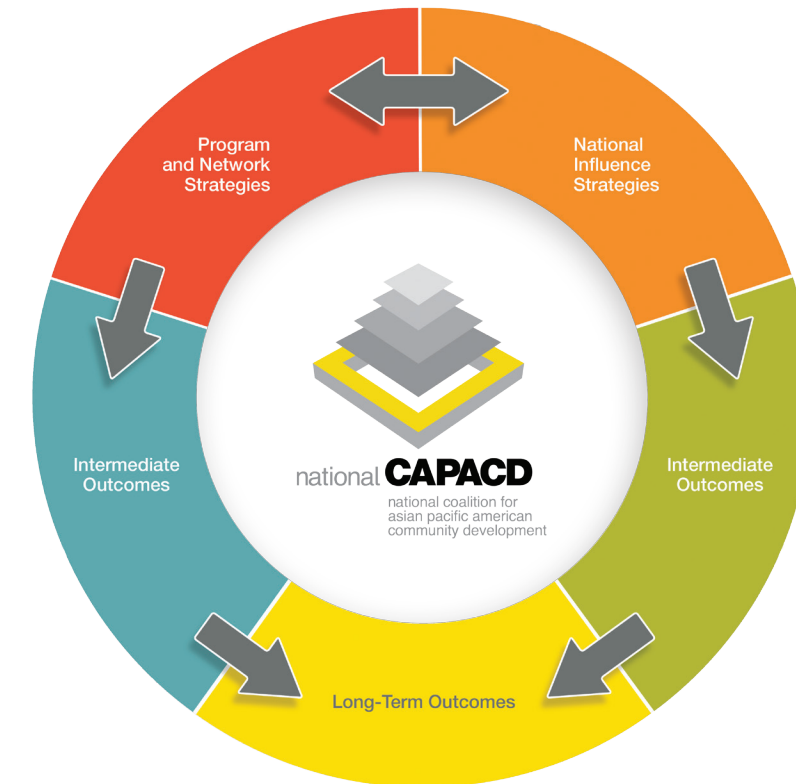 Program
and Network
Strategies
National
Influence
Strategies
Intermediate
Outcomes
national CAPACD
national coalition for
asian pacific american
community development
Intermediate
Outcomes
Long-Term Outcomes